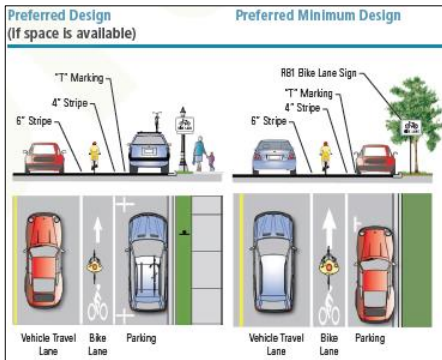 Preferred Design
(if space is available)
"T" Marking
4" Stripe
6" Stripe
Vehicle Travel
Lane
Bike
Lane
Parking
Preferred Minimum Design
R81 Bike Lane Sign
"T" Marking
4" Stripe
6" Stripe
Vehicle Travel
Lane
Bike
Lane
Parking